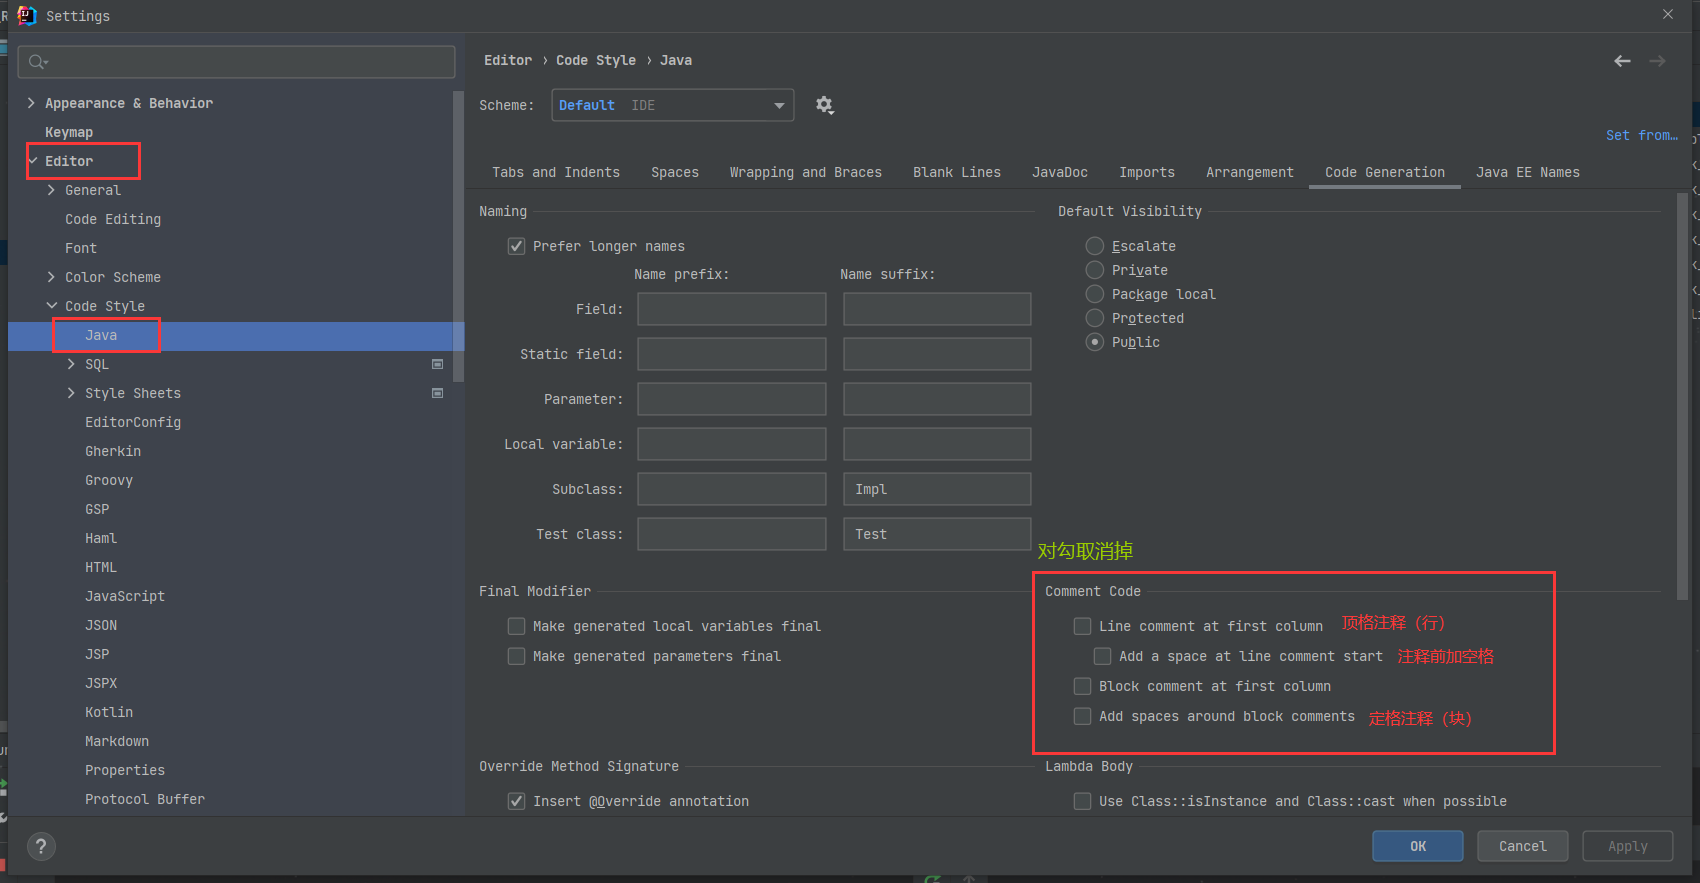 Settings
Appearance & Behavior
Keymap
Editor
General
Code Editing
Font
Color Scheme
Code Style
Java
SQL
Style Sheets
EditorConfig
Gherkin
Groovy
GSP
Haml
HTML
JavaScript
JSON
JSP
JSPX
Kotlin
Markdown
Properties
Protocol Buffer
Editor › Code Style › Java
Scheme: Default IDE
Set from…
Tabs and Indents Spaces Wrapping and Braces Blank Lines JavaDoc Imports Arrangement Code Generation Java EE Names
Naming
Prefer longer names
Name prefix: Name suffix:
Field:
Static field:
Parameter:
Local variable:
Subclass: Impl
Test class: Test
Default Visibility
Escalate
Private
Package local
Protected
Public
对勾取消掉
Final Modifier
Make generated local variables final
Make generated parameters final
Comment Code
Line comment at first column 顶格注释（行）
Add a space at line comment start 注释前加空格
Block comment at first column
Add spaces around block comments 定格注释（块）
Override Method Signature
Insert @Override annotation
Lambda Body
Use Class::isInstance and Class::cast when possible
?
OK Cancel Apply